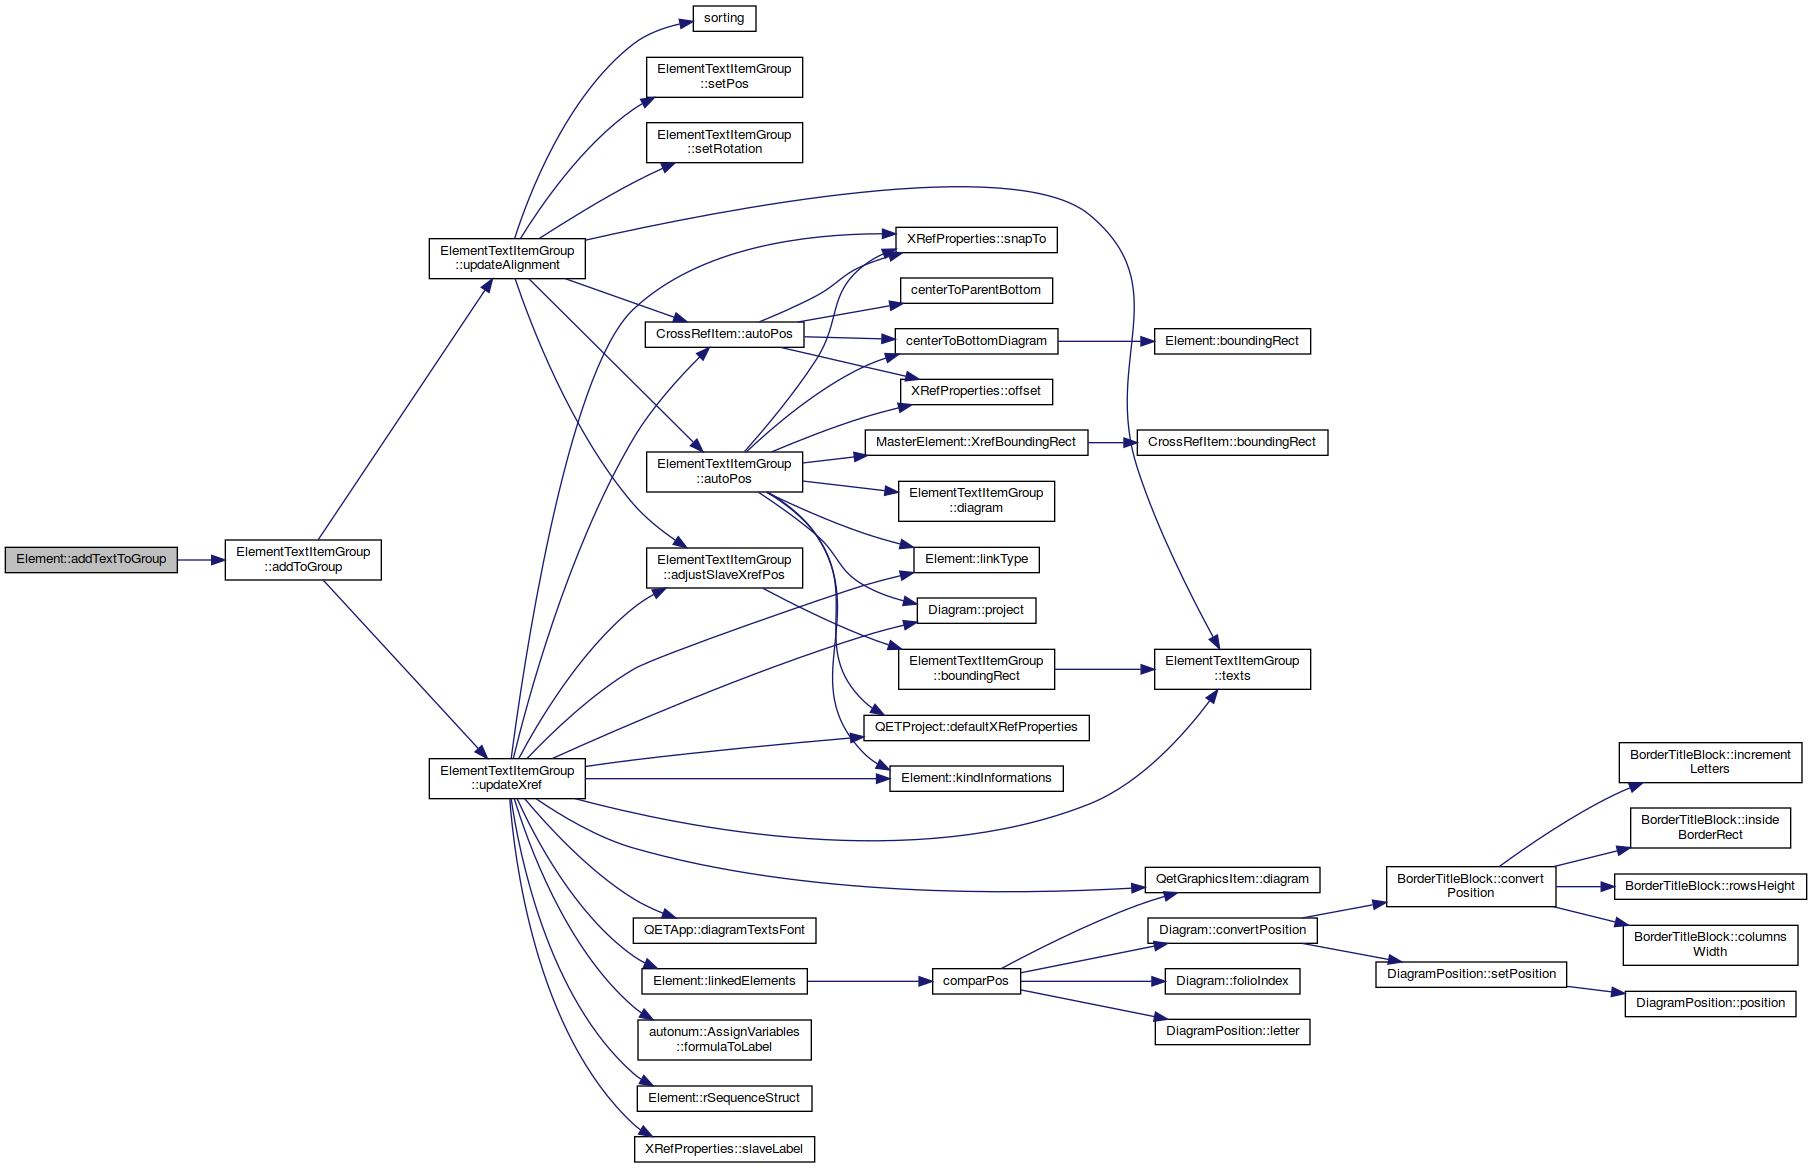 sorting
ElementTextItemGroup
::setPos
ElementTextItemGroup
::setRotation
ElementTextItemGroup
::updateAlignment
XRefProperties::snapTo
centerToParentBottom
CrossRefItem::autoPos
centerToBottomDiagram
Element::boundingRect
XRefProperties::offset
MasterElement::XrefBoundingRect
CrossRefItem::boundingRect
ElementTextItemGroup
::autoPos
ElementTextItemGroup
::diagram
Element::addTextToGroup
ElementTextItemGroup
::addToGroup
ElementTextItemGroup
::adjustSlaveXrefPos
Element::linkType
Diagram::project
ElementTextItemGroup
::boundingRect
ElementTextItemGroup
::texts
QETProject::defaultXRefProperties
ElementTextItemGroup
::updateXref
Element::kindInformations
BorderTitleBlock::increment
Letters
BorderTitleBlock::inside
BorderRect
QetGraphicsItem::diagram
BorderTitleBlock::convert
Position
BorderTitleBlock::rowsHeight
QETApp::diagramTextsFont
Diagram::convertPosition
BorderTitleBlock::columns
Width
Element::linkedElements
comparPos
Diagram::folioIndex
DiagramPosition::setPosition
DiagramPosition::position
autonum::AssignVariables
::formulaToLabel
DiagramPosition::letter
Element::rSequenceStruct
XRefProperties::slaveLabel